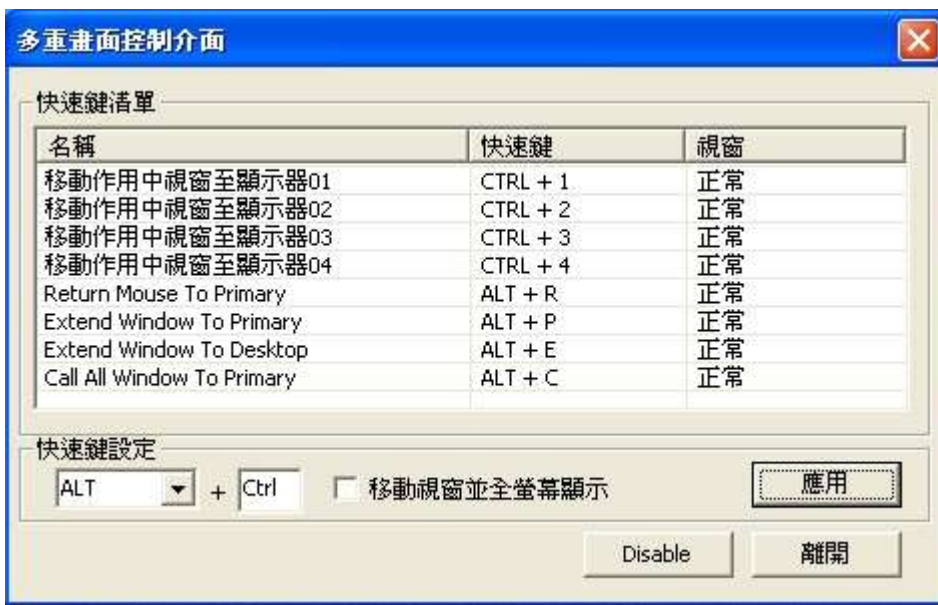 多重畫面控制介面
快速鍵清單
名稱 快速鍵 視窗
移動作用中視窗至顯示器01 CTRL + 1 正常
移動作用中視窗至顯示器02 CTRL + 2 正常
移動作用中視窗至顯示器03 CTRL + 3 正常
移動作用中視窗至顯示器04 CTRL + 4 正常
Return Mouse To Primary ALT + R 正常
Extend Window To Primary ALT + P 正常
Extend Window To Desktop ALT + E 正常
Call All Window To Primary ALT + C 正常
快速鍵設定
ALT + Ctrl 移動視窗並全螢幕顯示 應用
Disable 離開